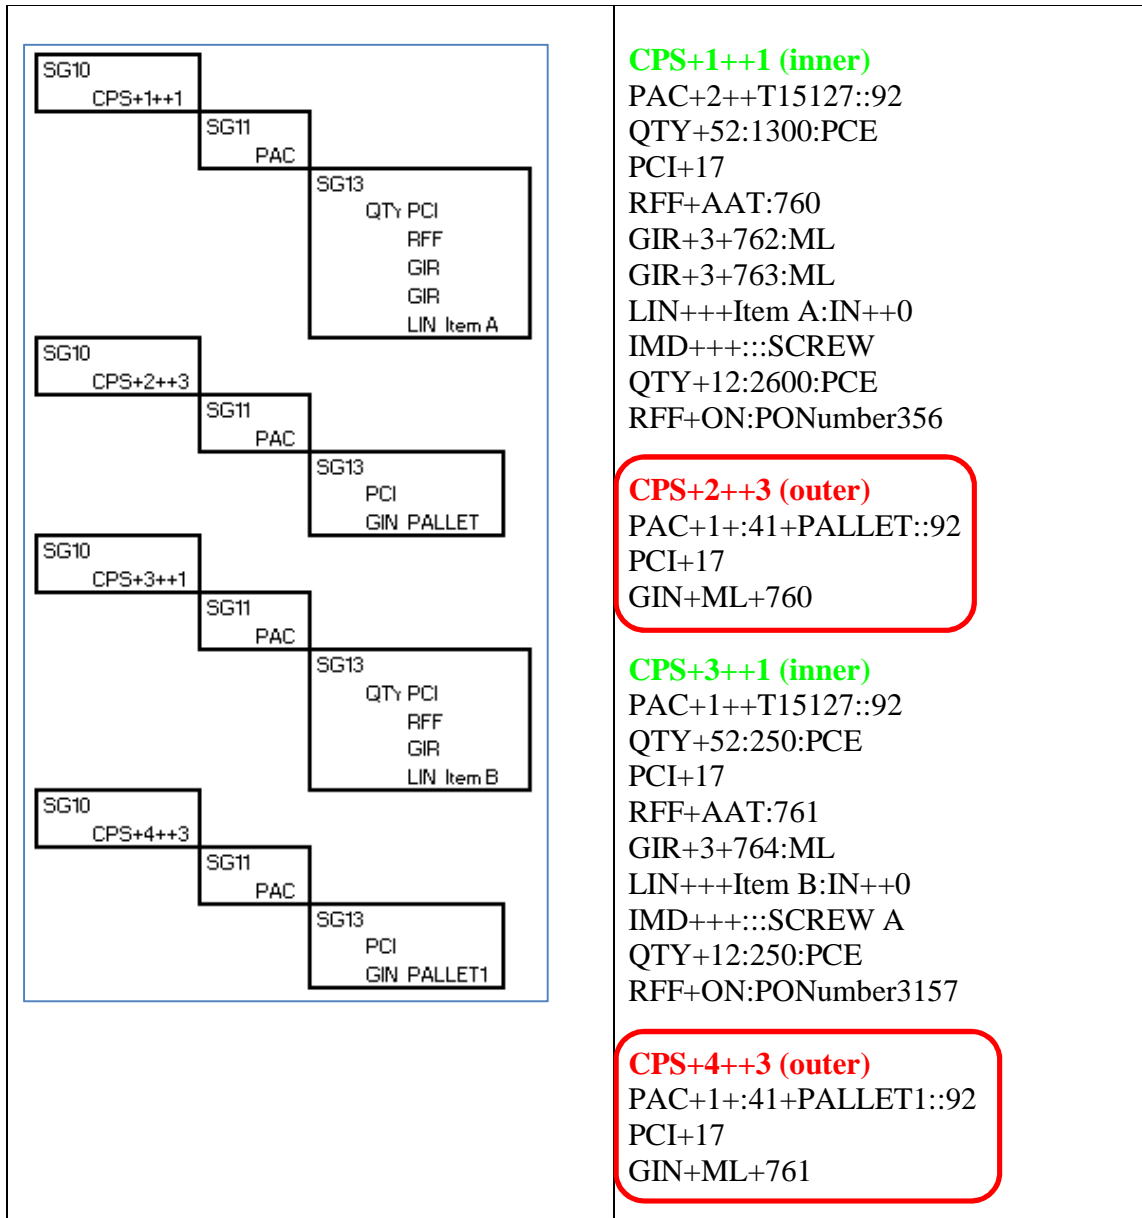 SG10
CPS+1++1
SG11
PAC
SG13
QTY PCI
RFF
GIR
GIR
LIN Item A
SG10
CPS+2++3
SG11
PAC
SG13
PCI
GIN PALLET
SG10
CPS+3++1
SG11
PAC
SG13
QTY PCI
RFF
GIR
LIN Item B
SG10
CPS+4++3
SG11
PAC
SG13
PCI
GIN PALLET1
CPS+1++1 (inner)
PAC+2++T15127::92
QTY+52:1300:PCE
PCI+17
RFF+AAT:760
GIR+3+762:ML
GIR+3+763:ML
LIN+++Item A:IN++0
IMD+++:::SCREW
QTY+12:2600:PCE
RFF+ON:PONumber356
CPS+2++3 (outer)
PAC+1+:41+PALLET::92
PCI+17
GIN+ML+760
CPS+3++1 (inner)
PAC+1++T15127::92
QTY+52:250:PCE
PCI+17
RFF+AAT:761
GIR+3+764:ML
LIN+++Item B:IN++0
IMD+++:::SCREW A
QTY+12:250:PCE
RFF+ON:PONumber3157
CPS+4++3 (outer)
PAC+1+:41+PALLET1::92
PCI+17
GIN+ML+761